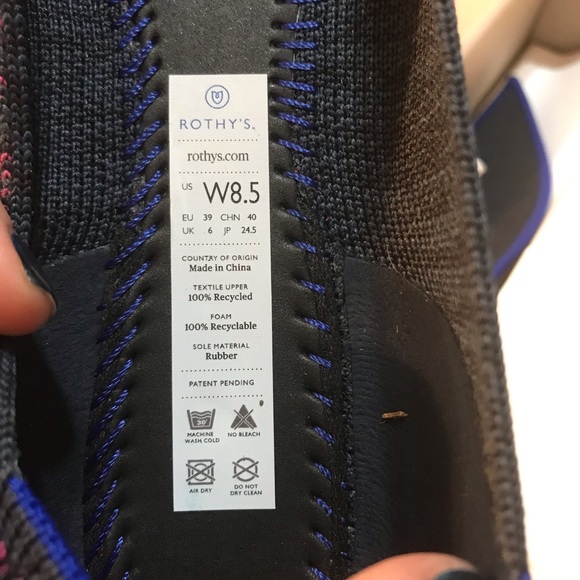 ROTHY'S
rothys.com
US W8.5
EU 39 CHN 40
UK 6 JP 24.5
COUNTRY OF ORIGIN
Made in China
TEXTILE UPPER
100% Recycled
FOAM
100% Recyclable
SOLE MATERIAL
Rubber
PATENT PENDING
30°
MACHINE WASH COLD NO BLEACH
AIR DRY DO NOT DRY CLEAN